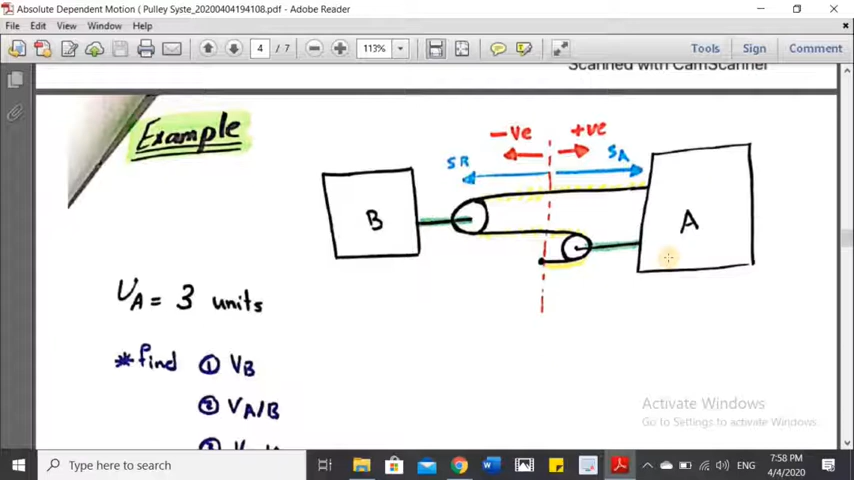 Absolute Dependent Motion ( Pulley Syste_20200404194108.pdf - Adobe Reader
File Edit View Window Help
4 / 7 113% Tools Sign Comment
Scanned with CamScanner
Example
-ve +ve
SB SA
B A
VA = 3 units
*find ① VB
② VA/B
③
Activate Windows
Go to Settings to activate Windows.
Type here to search
ENG
7:58 PM
4/4/2020